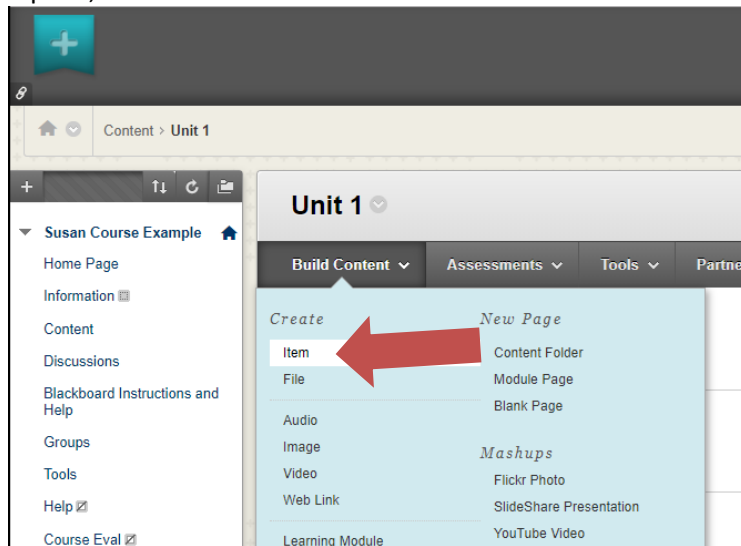 Content > Unit 1
Susan Course Example
Home Page
Information
Content
Discussions
Blackboard Instructions and
Help
Groups
Tools
Help
Course Eval
Unit 1
Build Content Assessments Tools Partne
Create
Item
File
Audio
Image
Video
Web Link
Learning Module
New Page
Content Folder
Module Page
Blank Page
Mashups
Flickr Photo
SlideShare Presentation
YouTube Video